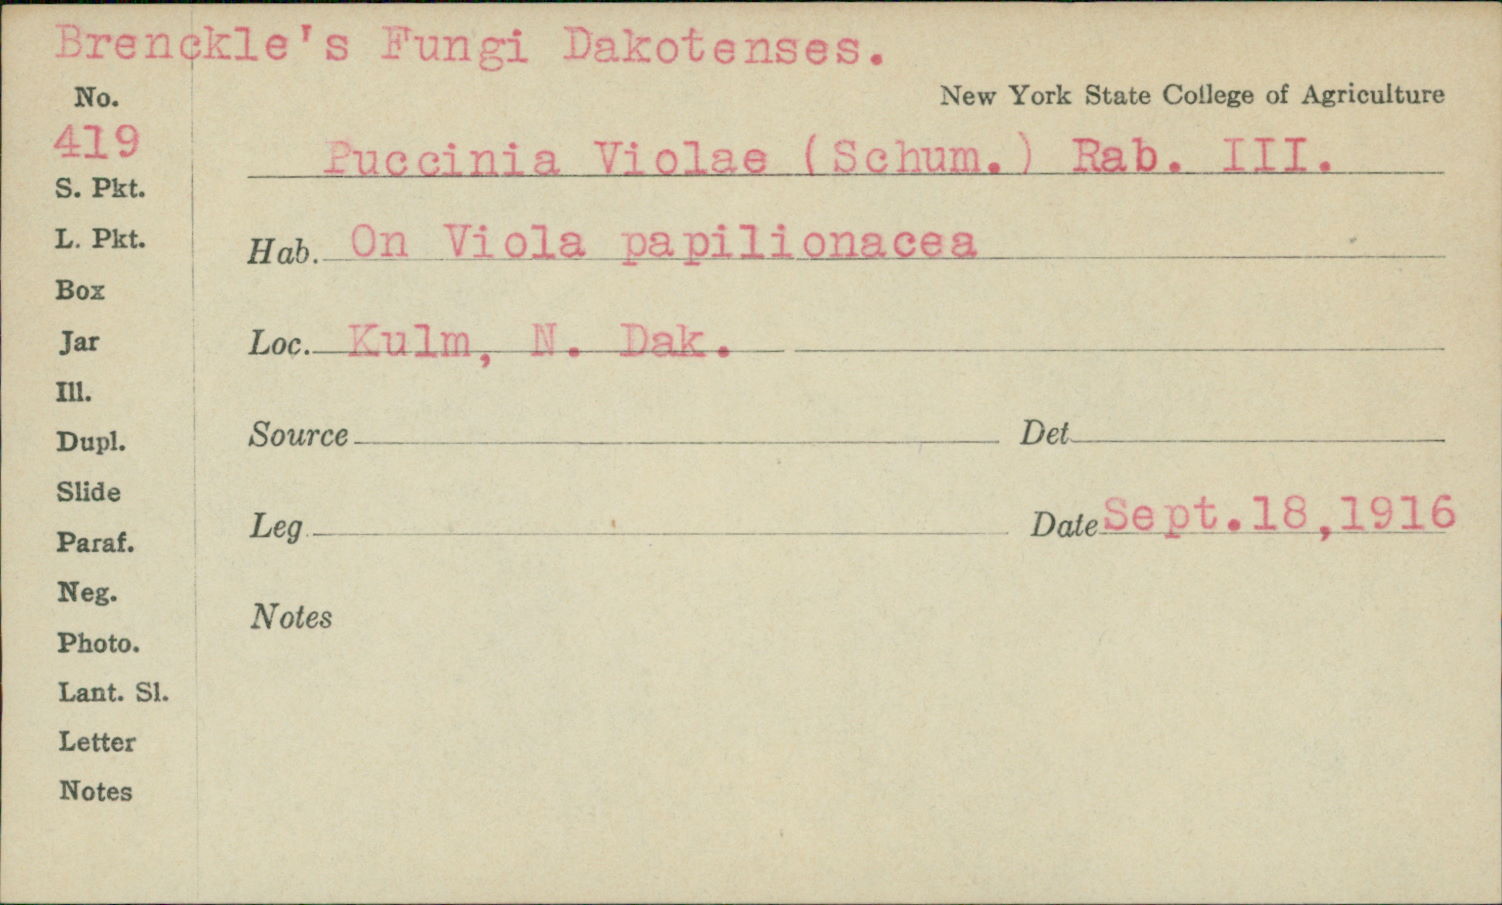 Brenckle's Fungi Dakotenses.
No.
New York State College of Agriculture
419
Puccinia Violae (Schum.) Rab. III.
S. Pkt.
L. Pkt.
Hab. On Viola papilionacea
Box
Jar
Loc. Kulm, N. Dak.
Ill.
Dupl.
Source Det
Slide
Leg Date Sept.18,1916
Paraf.
Neg.
Notes
Photo.
Lant. Sl.
Letter
Notes